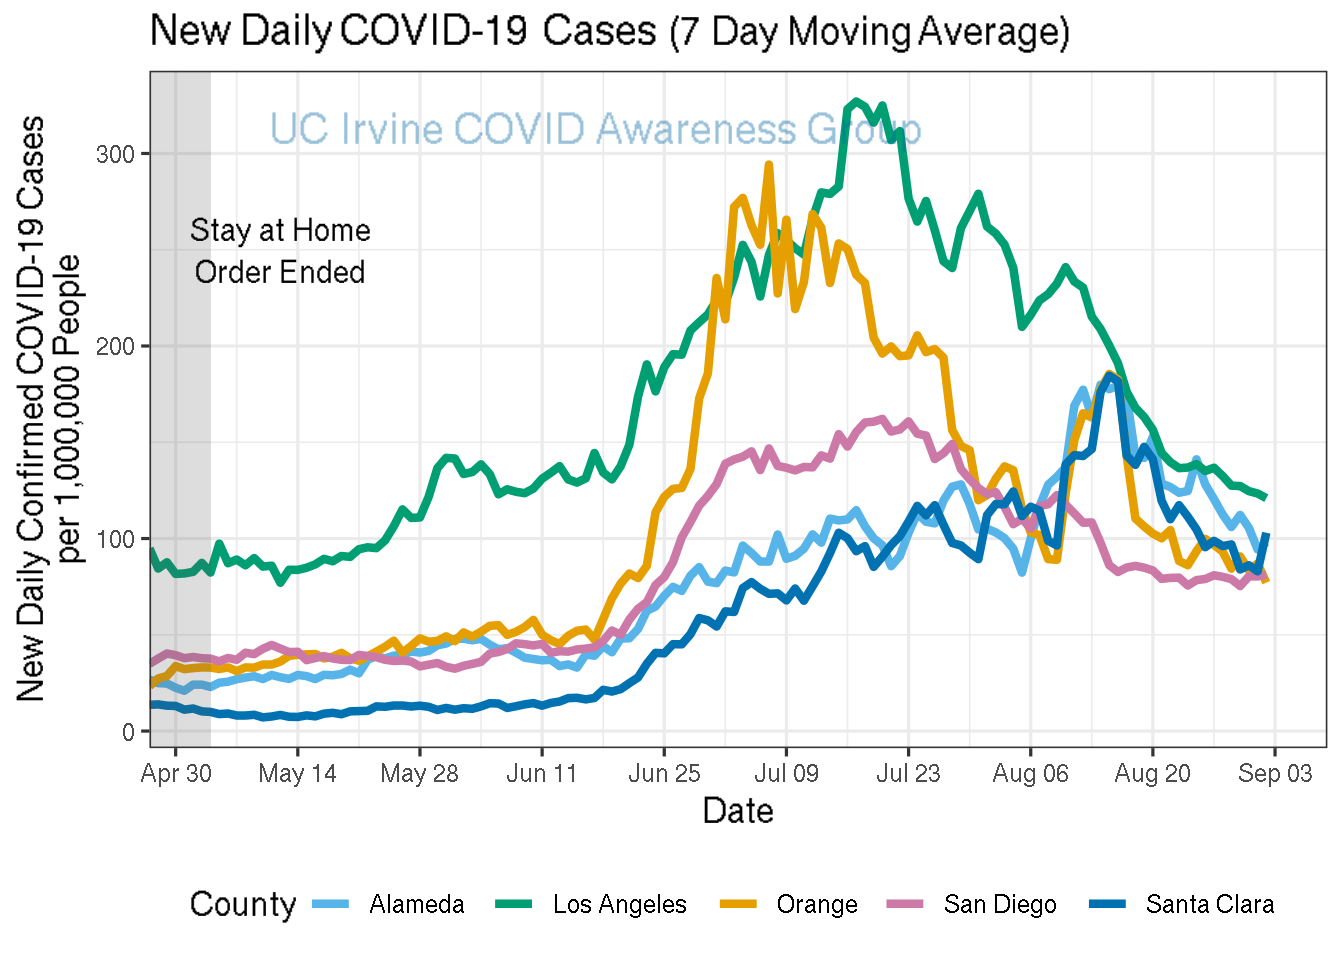 New Daily COVID-19 Cases (7 Day Moving Average)
UC Irvine COVID Awareness Group
Stay at Home
Order Ended
New Daily Confirmed COVID-19 Cases
per 1,000,000 People
300
200
100
0
Apr 30 May 14 May 28 Jun 11 Jun 25 Jul 09 Jul 23 Aug 06 Aug 20 Sep 03
Date
County Alameda Los Angeles Orange San Diego Santa Clara